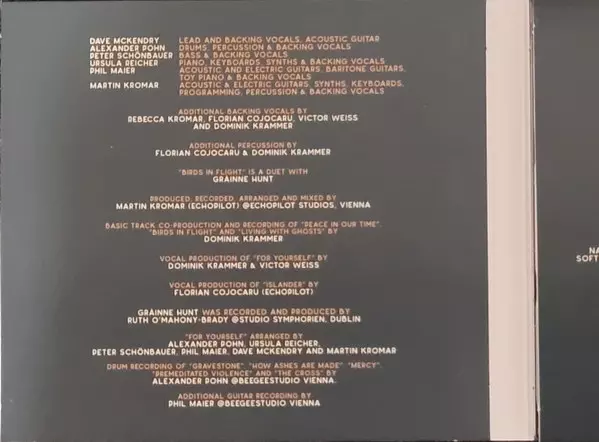 DAVE MCKENDRY LEAD AND BACKING VOCALS, ACOUSTIC GUITAR
ALEXANDER POHN DRUMS, PERCUSSION & BACKING VOCALS
PETER SCHÖNBAUER BASS & BACKING VOCALS
URSULA REICHER PIANO, KEYBOARDS, SYNTHS & BACKING VOCALS
PHIL MAIER ACOUSTIC AND ELECTRIC GUITARS, BARITONE GUITARS,
TOY PIANO & BACKING VOCALS
MARTIN KROMAR ACOUSTIC & ELECTRIC GUITARS, SYNTHS, KEYBOARDS,
PROGRAMMING, PERCUSSION & BACKING VOCALS
ADDITIONAL BACKING VOCALS BY
REBECCA KROMAR, FLORIAN COJOCARU, VICTOR WEISS
AND DOMINIK KRAMMER
ADDITIONAL PERCUSSION BY
FLORIAN COJOCARU & DOMINIK KRAMMER
"BIRDS IN FLIGHT" IS A DUET WITH
GRÁINNE HUNT
PRODUCED, RECORDED, ARRANGED AND MIXED BY
MARTIN KROMAR (ECHOPILOT) @ECHOPILOT STUDIOS, VIENNA
BASIC TRACK CO-PRODUCTION AND RECORDING OF "PEACE IN OUR TIME",
"BIRDS IN FLIGHT" AND "LIVING WITH GHOSTS" BY
DOMINIK KRAMMER
VOCAL PRODUCTION OF "FOR YOURSELF" BY
DOMINIK KRAMMER & VICTOR WEISS
VOCAL PRODUCTION OF "ISLANDER" BY
FLORIAN COJOCARU (ECHOPILOT)
GRÁINNE HUNT WAS RECORDED AND PRODUCED BY
RUTH O'MAHONY-BRADY @STUDIO SYMPHORIEN, DUBLIN
"FOR YOURSELF" ARRANGED BY
ALEXANDER POHN, URSULA REICHER,
PETER SCHÖNBAUER, PHIL MAIER, DAVE MCKENDRY AND MARTIN KROMAR
DRUM RECORDING OF "GRAVESTONE", "HOW ASHES ARE MADE", "MERCY",
"PREMEDITATED VIOLENCE" AND "THE CROSS" BY
ALEXANDER POHN @BEEGEESTUDIO VIENNA.
ADDITIONAL GUITAR RECORDING BY
PHIL MAIER @BEEGEESTUDIO VIENNA
NA
SOFT